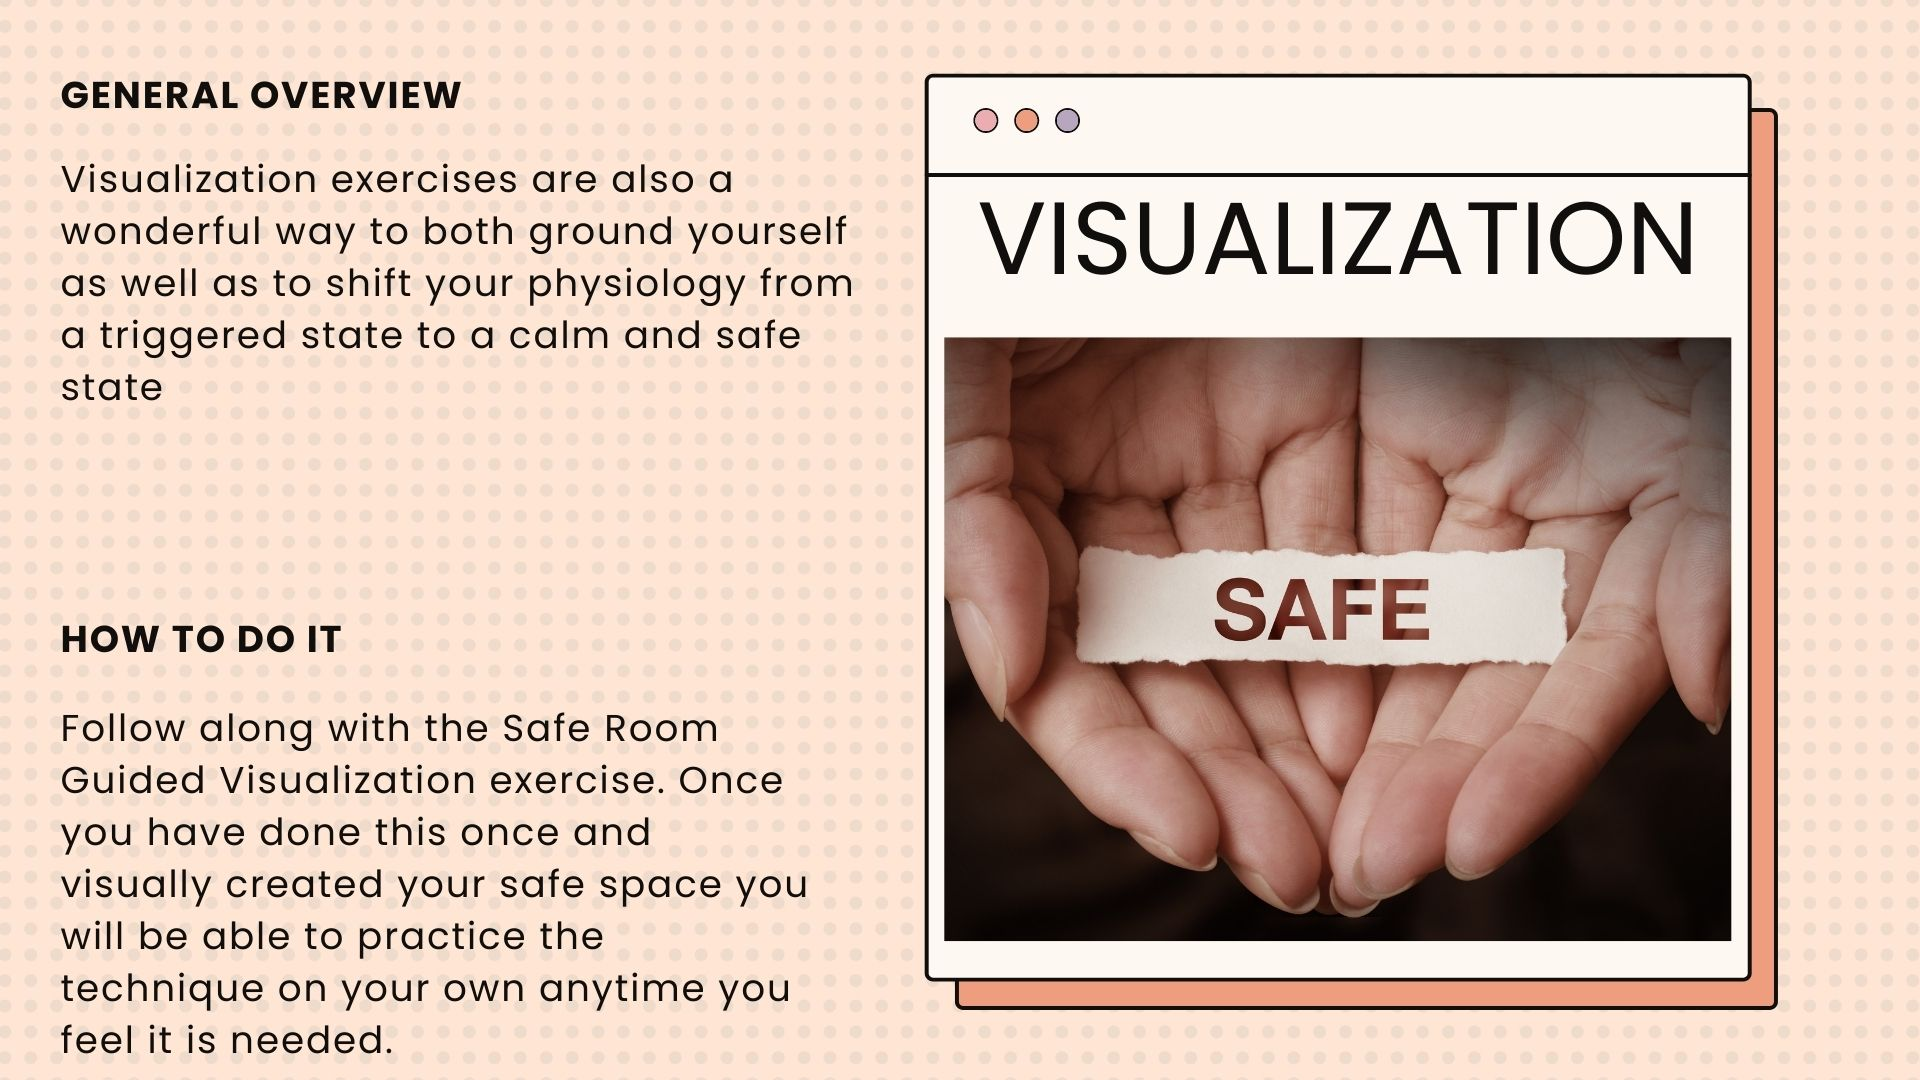 GENERAL OVERVIEW
Visualization exercises are also a
wonderful way to both ground yourself
as well as to shift your physiology from
a triggered state to a calm and safe
state
HOW TO DO IT
Follow along with the Safe Room
Guided Visualization exercise. Once
you have done this once and
visually created your safe space you
will be able to practice the
technique on your own anytime you
feel it is needed.
VISUALIZATION
SAFE